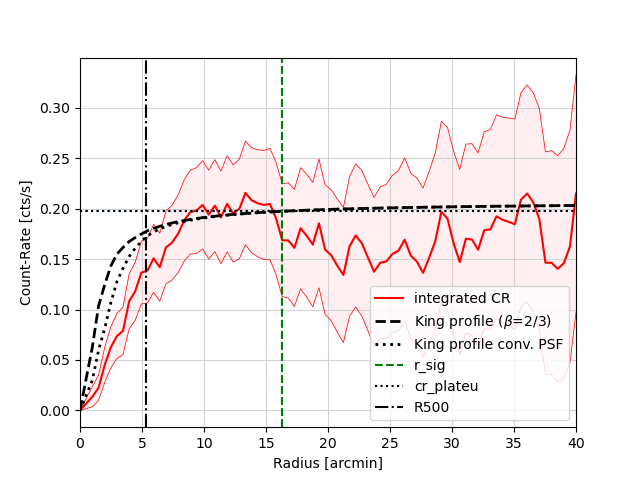 0.30
0.25
0.20
0.15
0.10
0.05
0.00
Count-Rate [cts/s]
integrated CR
King profile (β=2/3)
King profile conv. PSF
r_sig
cr_plateu
R500
0 5 10 15 20 25 30 35 40
Radius [arcmin]